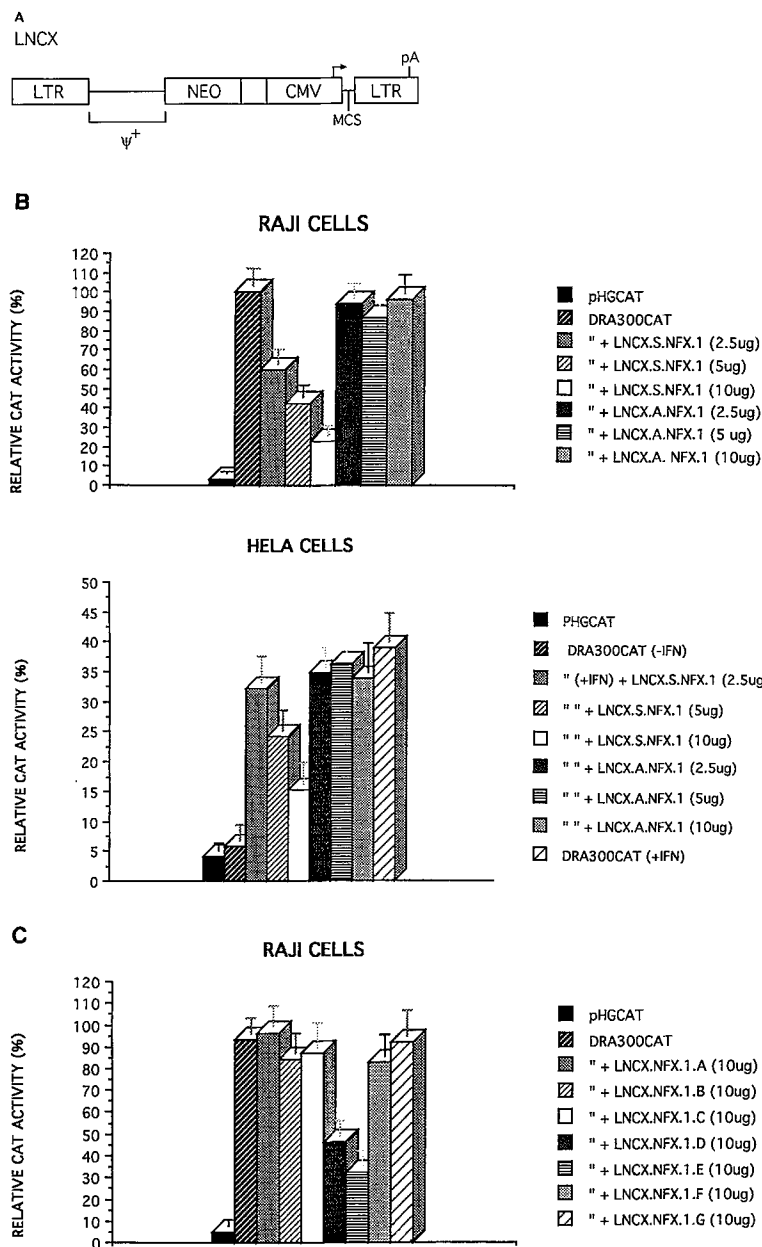 A
LNCX
pA
LTR
NEO
CMV
LTR
MCS
ψ+
B
RAJI CELLS
RELATIVE CAT ACTIVITY (%)
120
110
100
90
80
70
60
50
40
30
20
10
0
pHGCAT
DRA300CAT
" + LNCX.S.NFX.1 (2.5ug)
" + LNCX.S.NFX.1 (5ug)
" + LNCX.S.NFX.1 (10ug)
" + LNCX.A.NFX.1 (2.5ug)
" + LNCX.A.NFX.1 (5 ug)
" + LNCX.A. NFX.1 (10ug)
HELA CELLS
RELATIVE CAT ACTIVITY (%)
50
45
40
35
30
25
20
15
10
5
0
PHGCAT
DRA300CAT (-IFN)
" (+IFN) + LNCX.S.NFX.1 (2.5ug
" " + LNCX.S.NFX.1 (5ug)
" " + LNCX.S.NFX.1 (10ug)
" " + LNCX.A.NFX.1 (2.5ug)
" " + LNCX.A.NFX.1 (5ug)
" " + LNCX.A.NFX.1 (10ug)
DRA300CAT (+IFN)
C
RAJI CELLS
RELATIVE CAT ACTIVITY (%)
120
110
100
90
80
70
60
50
40
30
20
10
0
pHGCAT
DRA300CAT
" + LNCX.NFX.1.A (10ug)
" + LNCX.NFX.1.B (10ug)
" + LNCX.NFX.1.C (10ug)
" + LNCX.NFX.1.D (10ug)
" + LNCX.NFX.1.E (10ug)
" + LNCX.NFX.1.F (10ug)
" + LNCX.NFX.1.G (10ug)